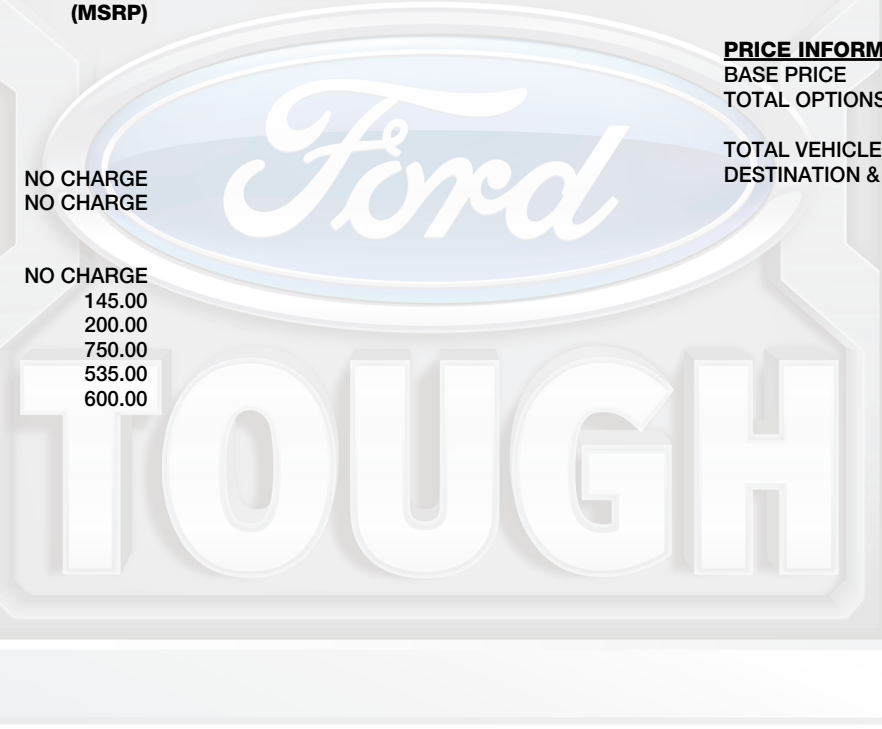 (MSRP)
NO CHARGE
NO CHARGE
NO CHARGE
145.00
200.00
750.00
535.00
600.00
PRICE INFORM
BASE PRICE
TOTAL OPTIONS
TOTAL VEHICLE
DESTINATION &
Ford
TOUGH